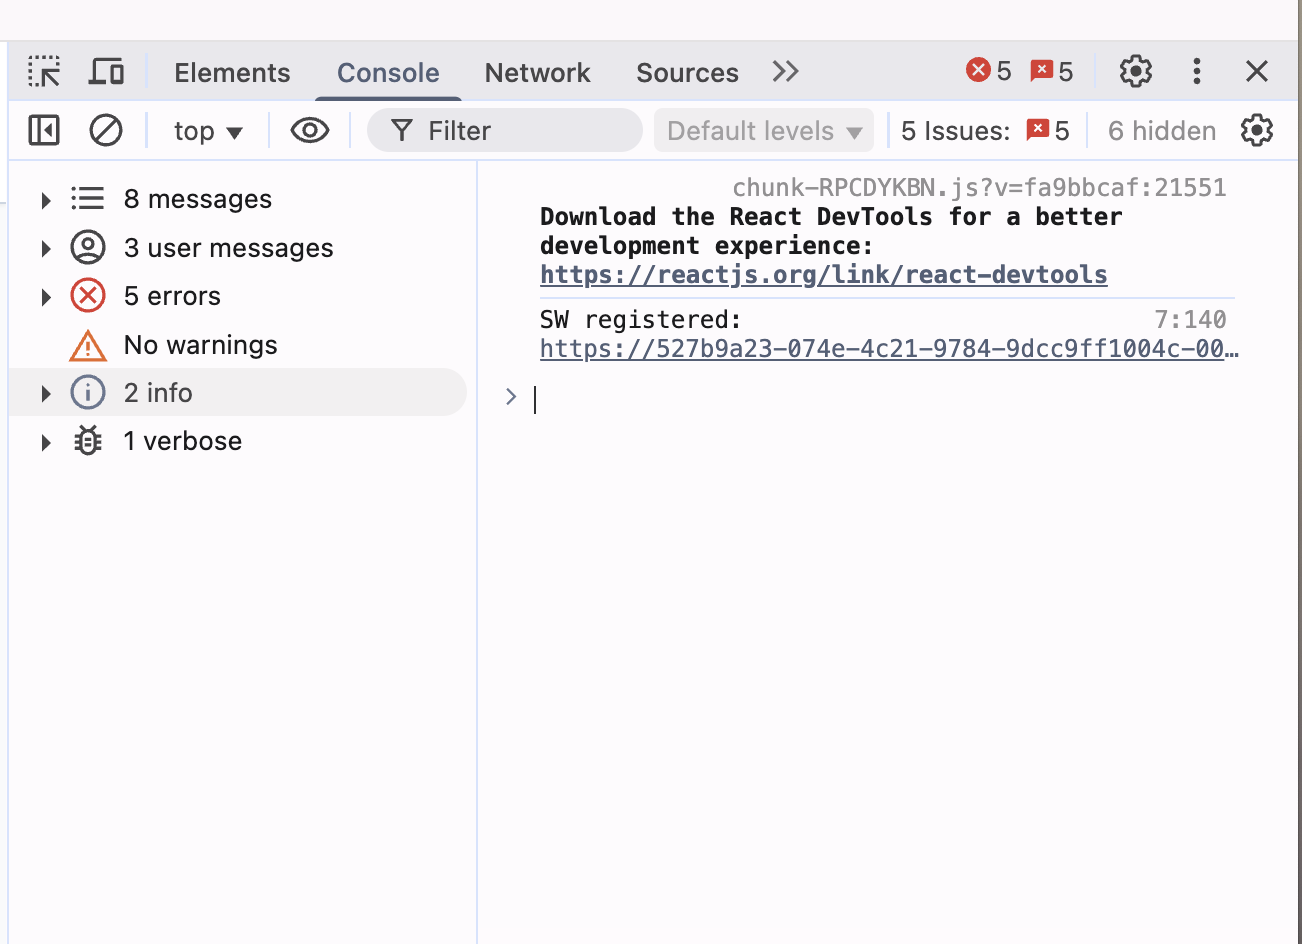 Elements Console Network Sources 5 5
top Filter Default levels 5 Issues: 5 6 hidden
8 messages
3 user messages
5 errors
No warnings
2 info
1 verbose
chunk-RPCDYKBN.js?v=fa9bbcaf:21551
Download the React DevTools for a better
development experience:
https://reactjs.org/link/react-devtools
SW registered: 7:140
https://527b9a23-074e-4c21-9784-9dcc9ff1004c-00…